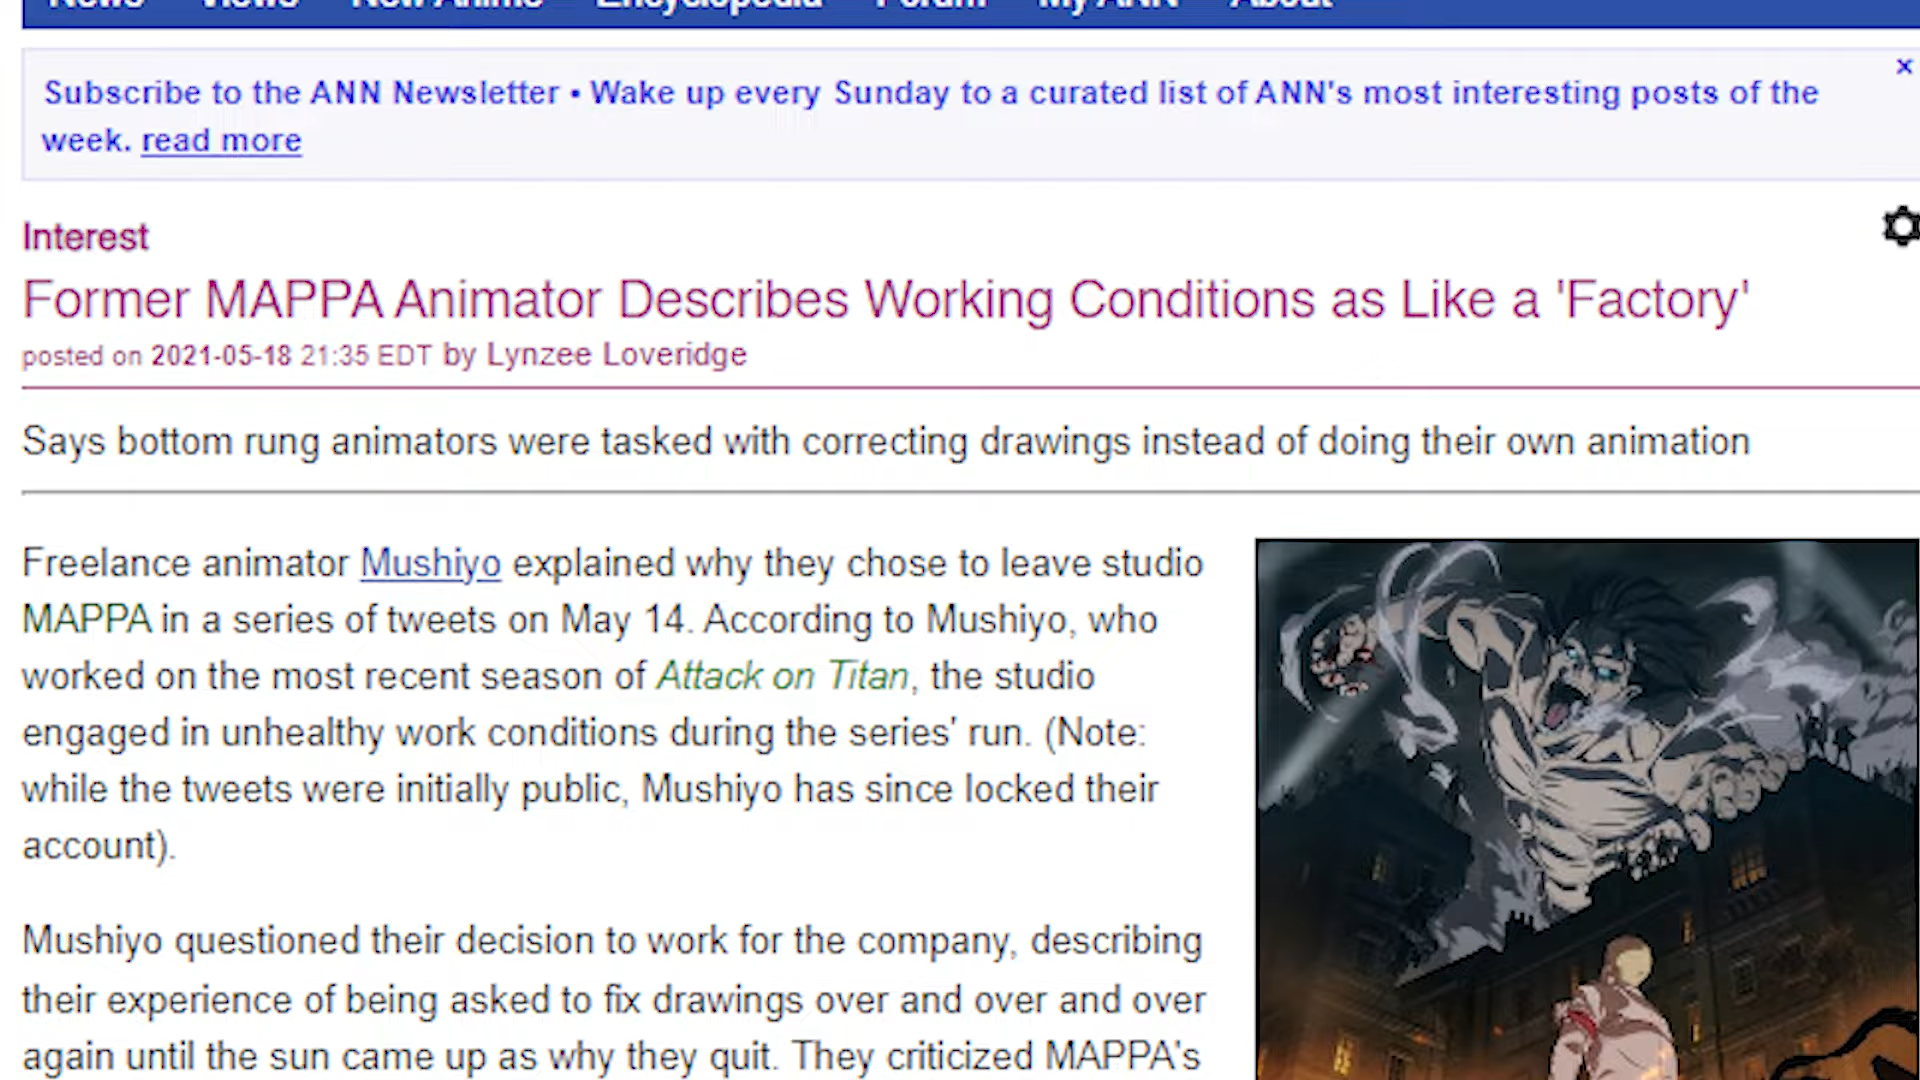 News Views New Anime Encyclopedia Forum My ANN About
×
Subscribe to the ANN Newsletter • Wake up every Sunday to a curated list of ANN's most interesting posts of the
week. read more
Interest
Former MAPPA Animator Describes Working Conditions as Like a 'Factory'
posted on 2021-05-18 21:35 EDT by Lynzee Loveridge
Says bottom rung animators were tasked with correcting drawings instead of doing their own animation
Freelance animator Mushiyo explained why they chose to leave studio
MAPPA in a series of tweets on May 14. According to Mushiyo, who
worked on the most recent season of Attack on Titan, the studio
engaged in unhealthy work conditions during the series' run. (Note:
while the tweets were initially public, Mushiyo has since locked their
account).
Mushiyo questioned their decision to work for the company, describing
their experience of being asked to fix drawings over and over and over
again until the sun came up as why they quit. They criticized MAPPA's